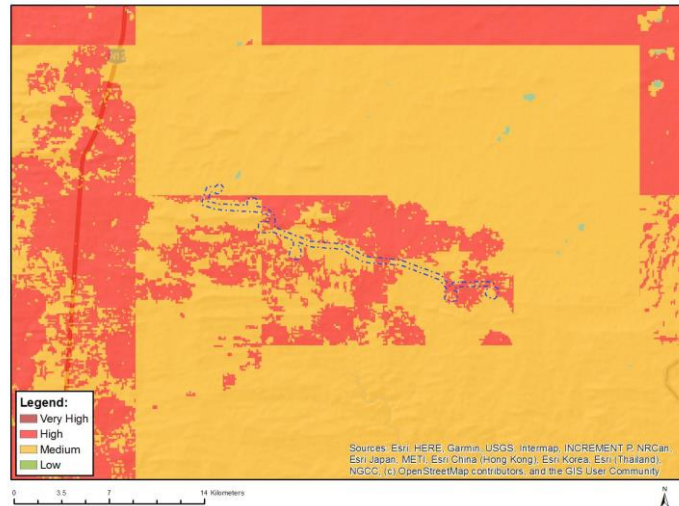 Legend:
Very High
High
Medium
Low
Sources: Esri, HERE, Garmin, USGS, Intermap, INCREMENT P, NRCan,
Esri Japan, METI, Esri China (Hong Kong), Esri Korea, Esri (Thailand),
NGCC, (c) OpenStreetMap contributors, and the GIS User Community
0 3.5 7 14 Kilometers
N